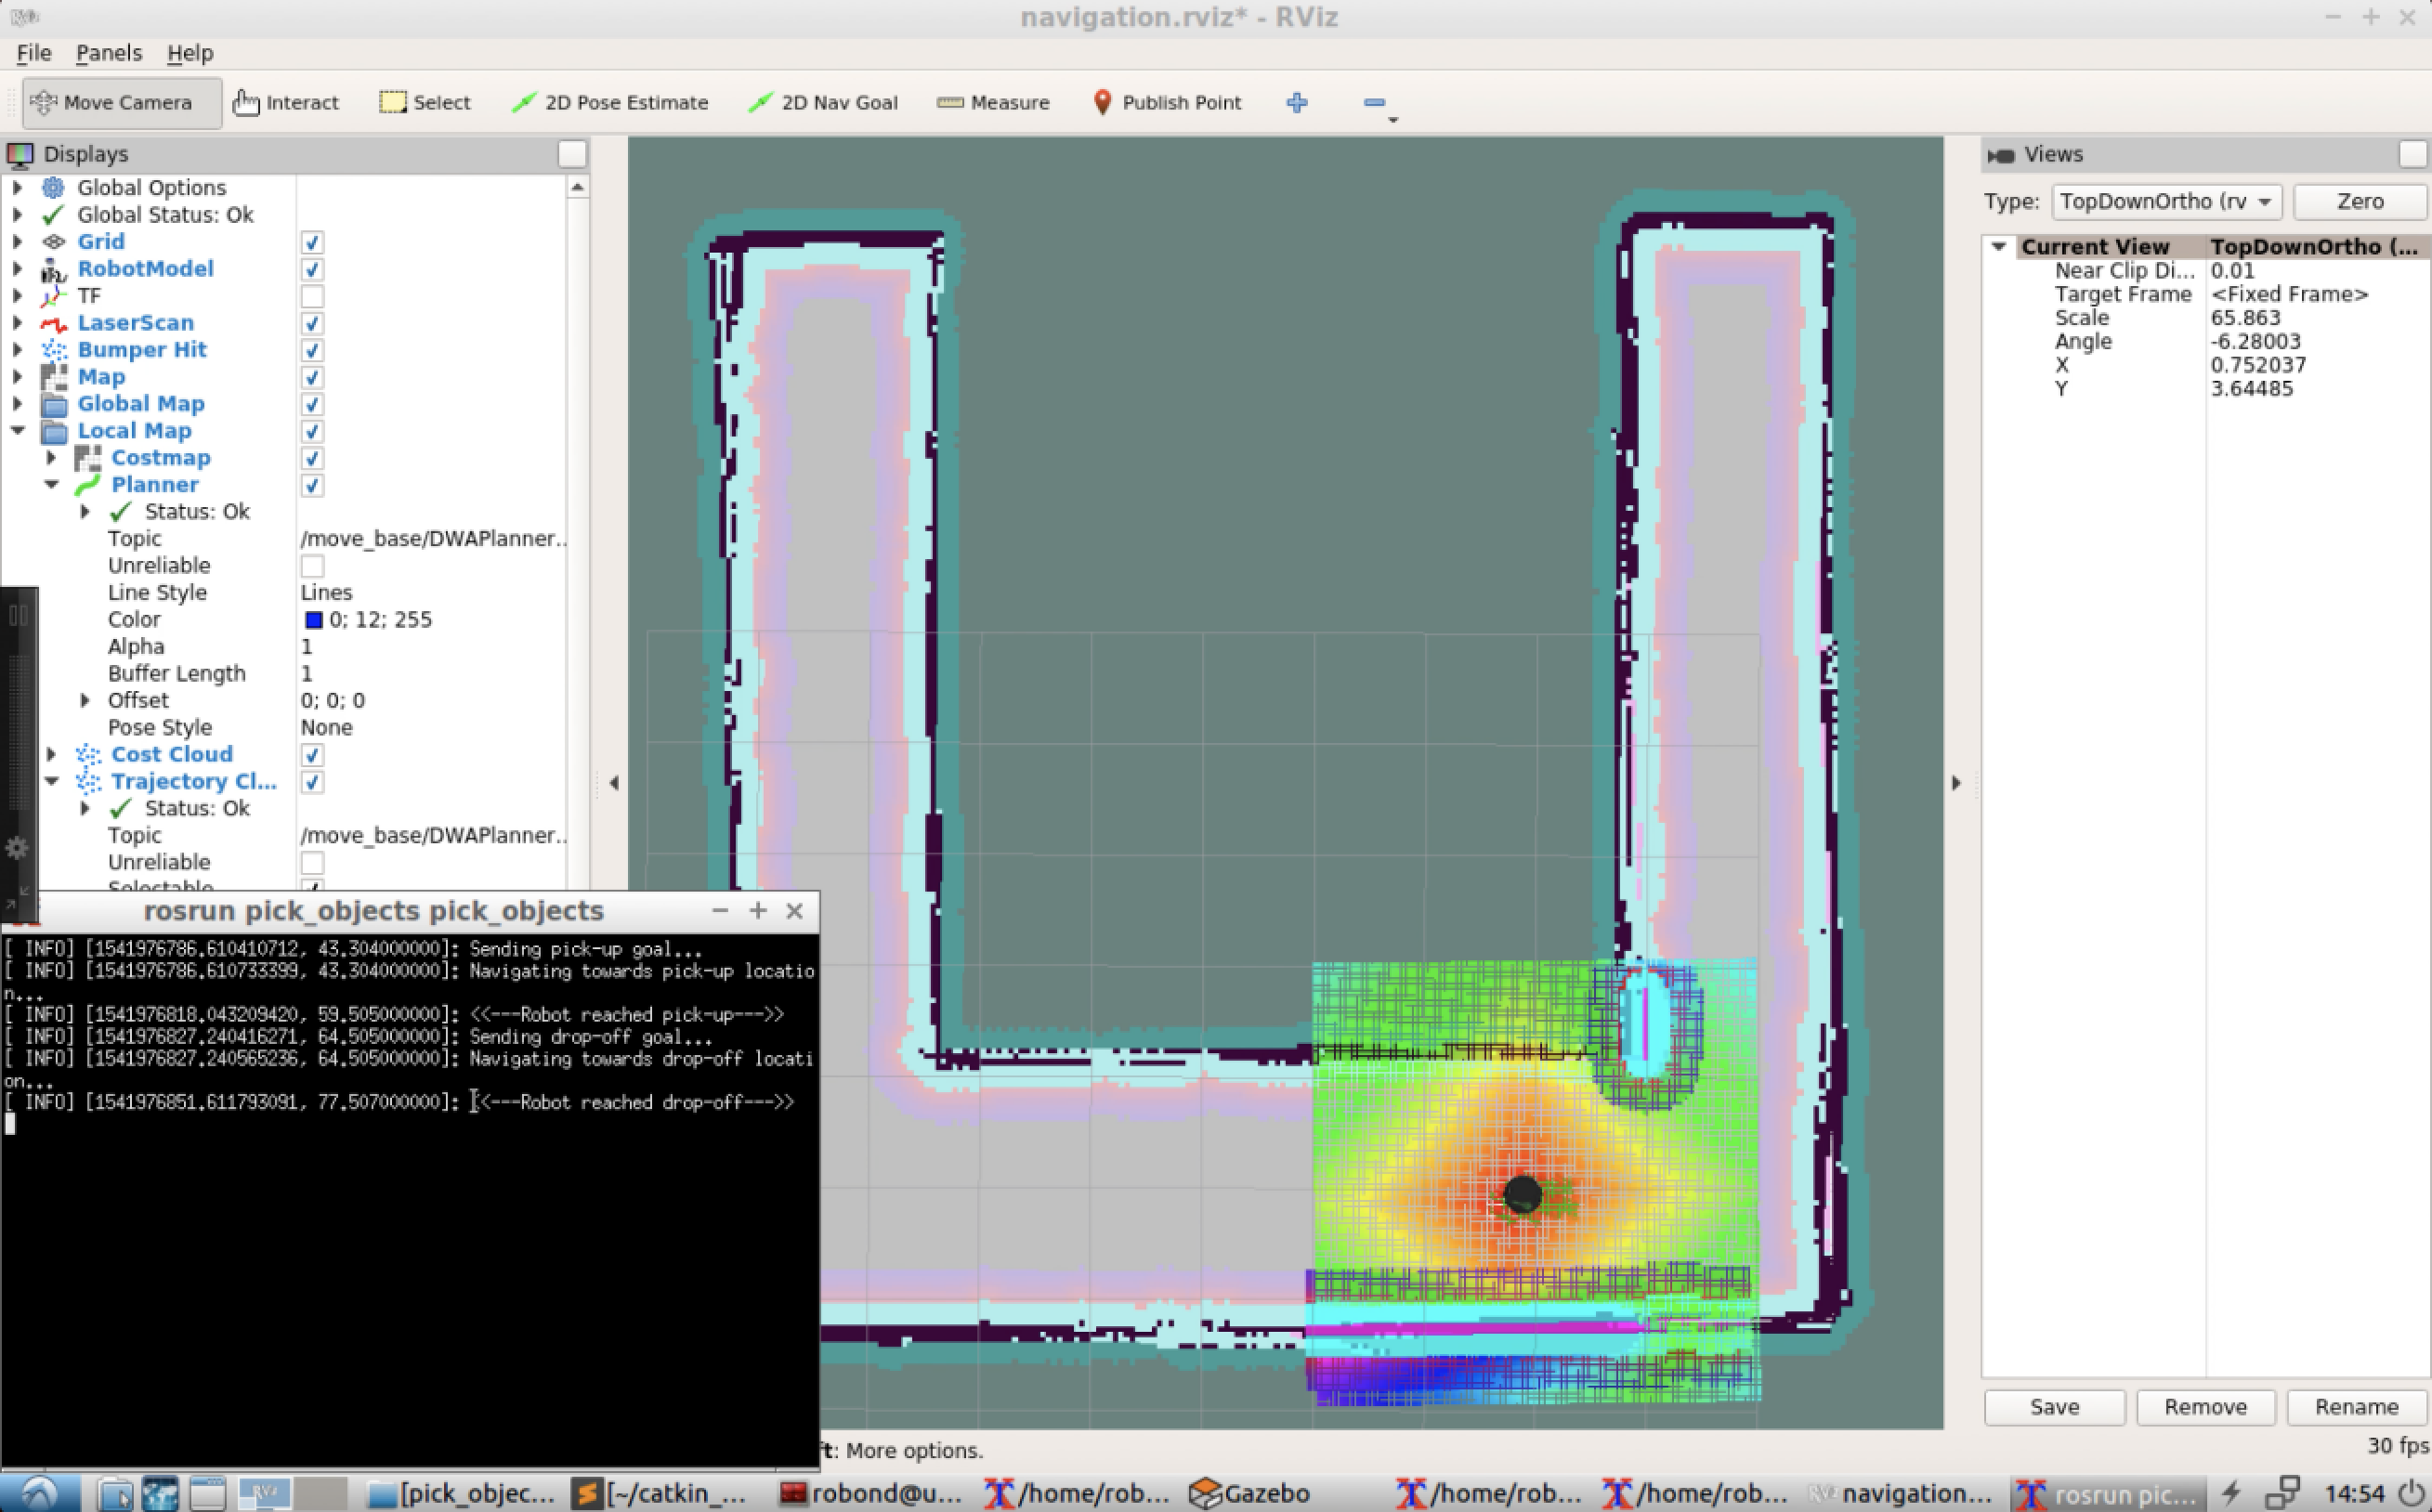 navigation.rviz* - RViz
File Panels Help
Move Camera Interact Select 2D Pose Estimate 2D Nav Goal Measure Publish Point
Displays
Global Options
Global Status: Ok
Grid
RobotModel
TF
LaserScan
Bumper Hit
Map
Global Map
Local Map
Costmap
Planner
Status: Ok
Topic /move_base/DWAPlanner..
Unreliable
Line Style Lines
Color 0; 12; 255
Alpha 1
Buffer Length 1
Offset 0; 0; 0
Pose Style None
Cost Cloud
Trajectory Cl...
Status: Ok
Topic /move_base/DWAPlanner..
Unreliable
Selectable
rosrun pick_objects pick_objects
[ INFO] [1541976786.610410712, 43.304000000]: Sending pick-up goal...
[ INFO] [1541976786.610733399, 43.304000000]: Navigating towards pick-up locatio
n...
[ INFO] [1541976818.043209420, 59.505000000]: <<---Robot reached pick-up--->>
[ INFO] [1541976827.240416271, 64.505000000]: Sending drop-off goal...
[ INFO] [1541976827.240565236, 64.505000000]: Navigating towards drop-off locati
on...
[ INFO] [1541976851.611793091, 77.507000000]: <<---Robot reached drop-off--->>
Views
Type: TopDownOrtho (rv Zero
Current View TopDownOrtho (...
Near Clip Di... 0.01
Target Frame <Fixed Frame>
Scale 65.863
Angle -6.28003
X 0.752037
Y 3.64485
Save Remove Rename
ft: More options.
30 fps
RViz [pick_objec... [~/catkin_... robond@u... /home/rob... Gazebo /home/rob... /home/rob... navigation... rosrun pic... 14:54